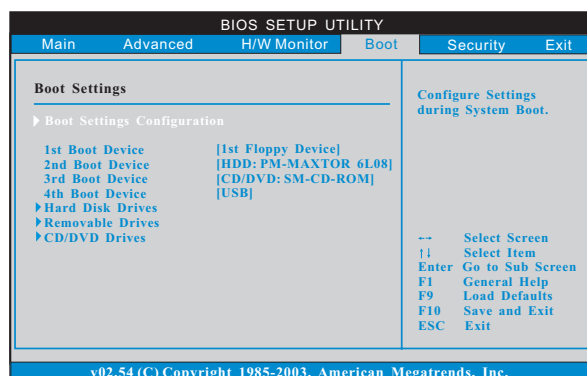 BIOS SETUP UTILITY
Main Advanced H/W Monitor Boot Security Exit
Boot Settings
Boot Settings Configuration
1st Boot Device [1st Floppy Device]
2nd Boot Device [HDD: PM-MAXTOR 6L08]
3rd Boot Device [CD/DVD: SM-CD-ROM]
4th Boot Device [USB]
Hard Disk Drives
Removable Drives
CD/DVD Drives
Configure Settings
during System Boot.
←→ Select Screen
↑↓ Select Item
Enter Go to Sub Screen
F1 General Help
F9 Load Defaults
F10 Save and Exit
ESC Exit
v02.54 (C) Copyright 1985-2003, American Megatrends, Inc.